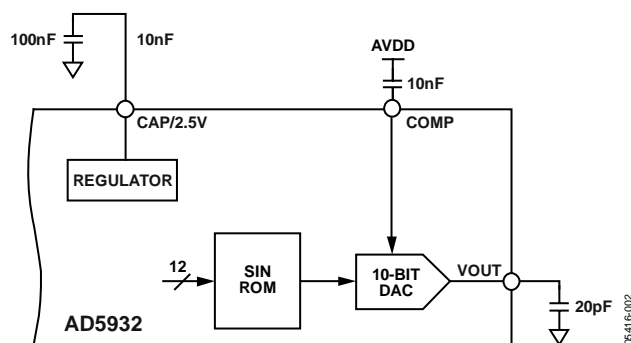 100nF
10nF
AVDD
10nF
CAP/2.5V
COMP
REGULATOR
12
SIN
ROM
10-BIT
DAC
VOUT
20pF
AD5932
05416-002